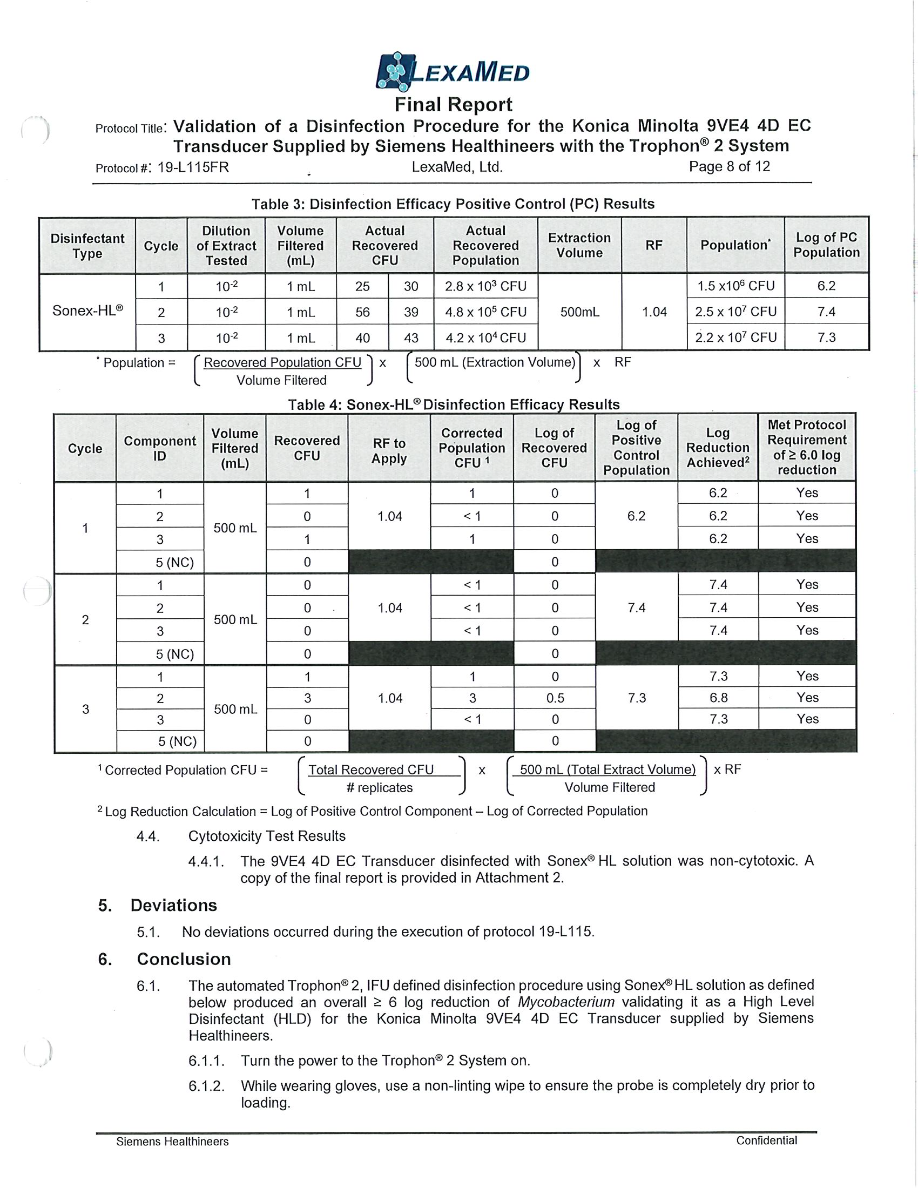 LEXAMED
Final Report
Protocol Title: Validation of a Disinfection Procedure for the Konica Minolta 9VE4 4D EC
Transducer Supplied by Siemens Healthineers with the Trophon® 2 System
Protocol #: 19-L115FR LexaMed, Ltd. Page 8 of 12
Table 3: Disinfection Efficacy Positive Control (PC) Results
Disinfectant Type | Cycle | Dilution of Extract Tested | Volume Filtered (mL) | Actual Recovered CFU | Actual Recovered Population | Extraction Volume | RF | Population* | Log of PC Population
Sonex-HL® | 1 | 10⁻² | 1 mL | 25 | 30 | 2.8 x 10³ CFU | 500mL | 1.04 | 1.5 x10⁶ CFU | 6.2
2 | 10⁻² | 1 mL | 56 | 39 | 4.8 x 10⁵ CFU | 2.5 x 10⁷ CFU | 7.4
3 | 10⁻² | 1 mL | 40 | 43 | 4.2 x 10⁴ CFU | 2.2 x 10⁷ CFU | 7.3
* Population = (Recovered Population CFU / Volume Filtered) x (500 mL (Extraction Volume)) x RF
Table 4: Sonex-HL® Disinfection Efficacy Results
Cycle | Component ID | Volume Filtered (mL) | Recovered CFU | RF to Apply | Corrected Population CFU ¹ | Log of Recovered CFU | Log of Positive Control Population | Log Reduction Achieved² | Met Protocol Requirement of ≥ 6.0 log reduction
1 | 1 | 500 mL | 1 | 1.04 | 1 | 0 | 6.2 | 6.2 | Yes
2 | 0 | < 1 | 0 | 6.2 | Yes
3 | 1 | 1 | 0 | 6.2 | Yes
5 (NC) | 0 | 0
2 | 1 | 500 mL | 0 | 1.04 | < 1 | 0 | 7.4 | 7.4 | Yes
2 | 0 | < 1 | 0 | 7.4 | Yes
3 | 0 | < 1 | 0 | 7.4 | Yes
5 (NC) | 0 | 0
3 | 1 | 500 mL | 1 | 1.04 | 1 | 0 | 7.3 | 7.3 | Yes
2 | 3 | 3 | 0.5 | 6.8 | Yes
3 | 0 | < 1 | 0 | 7.3 | Yes
5 (NC) | 0 | 0
¹ Corrected Population CFU = (Total Recovered CFU / # replicates) x (500 mL (Total Extract Volume) / Volume Filtered) x RF
² Log Reduction Calculation = Log of Positive Control Component – Log of Corrected Population
4.4. Cytotoxicity Test Results
4.4.1. The 9VE4 4D EC Transducer disinfected with Sonex® HL solution was non-cytotoxic. A
copy of the final report is provided in Attachment 2.
5. Deviations
5.1. No deviations occurred during the execution of protocol 19-L115.
6. Conclusion
6.1. The automated Trophon® 2, IFU defined disinfection procedure using Sonex® HL solution as defined
below produced an overall ≥ 6 log reduction of Mycobacterium validating it as a High Level
Disinfectant (HLD) for the Konica Minolta 9VE4 4D EC Transducer supplied by Siemens
Healthineers.
6.1.1. Turn the power to the Trophon® 2 System on.
6.1.2. While wearing gloves, use a non-linting wipe to ensure the probe is completely dry prior to
loading.
Siemens Healthineers Confidential